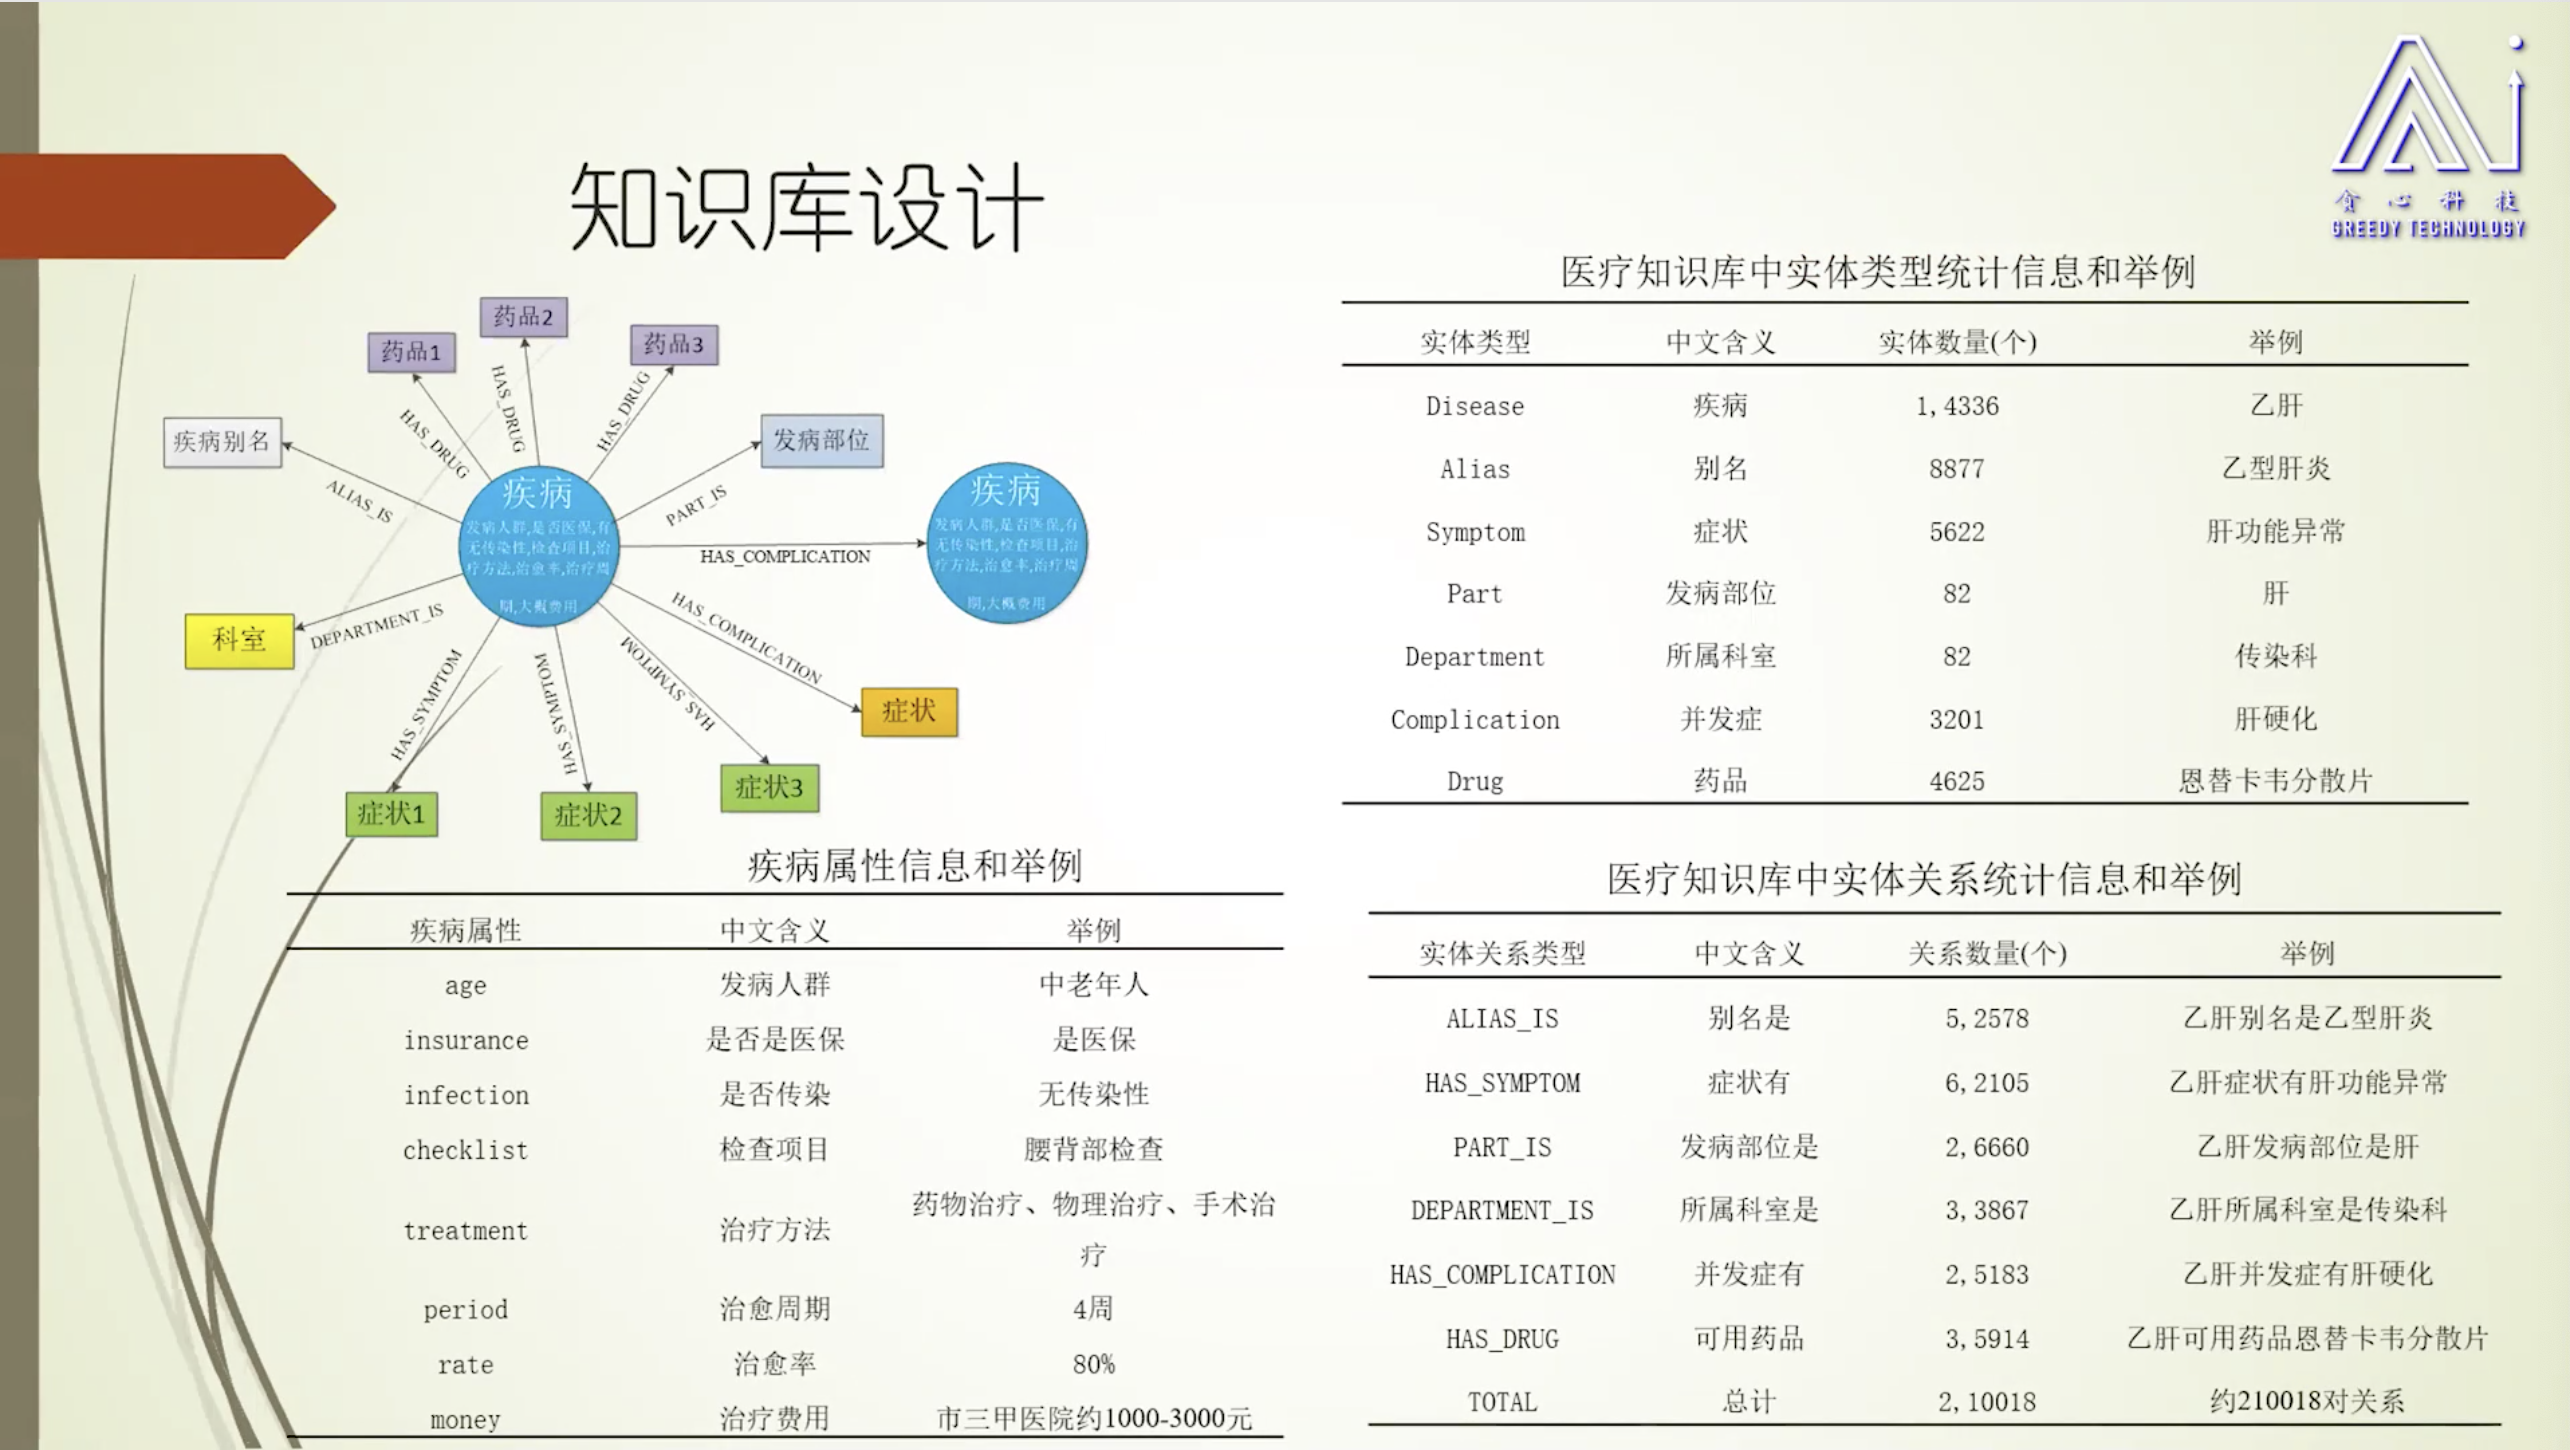 知识库设计
贪心科技
GREEDY TECHNOLOGY
药品1
药品2
药品3
疾病别名
发病部位
HAS_DRUG
HAS_DRUG
HAS_DRUG
ALIAS_IS
PART_IS
疾病
发病人群,是否医保,有
无传染性,检查项目,治
疗方法,治愈率,治疗周
期,大概费用
HAS_COMPLICATION
疾病
发病人群,是否医保,有
无传染性,检查项目,治
疗方法,治愈率,治疗周
期,大概费用
科室
DEPARTMENT_IS
HAS_SYMPTOM
HAS_SYMPTOM
HAS_SYMPTOM
HAS_COMPLICATION
症状
症状1
症状2
症状3
医疗知识库中实体类型统计信息和举例
实体类型 中文含义 实体数量(个) 举例
Disease 疾病 1,4336 乙肝
Alias 别名 8877 乙型肝炎
Symptom 症状 5622 肝功能异常
Part 发病部位 82 肝
Department 所属科室 82 传染科
Complication 并发症 3201 肝硬化
Drug 药品 4625 恩替卡韦分散片
疾病属性信息和举例
疾病属性 中文含义 举例
age 发病人群 中老年人
insurance 是否是医保 是医保
infection 是否传染 无传染性
checklist 检查项目 腰背部检查
treatment 治疗方法 药物治疗、物理治疗、手术治
疗
period 治愈周期 4周
rate 治愈率 80%
money 治疗费用 市三甲医院约1000-3000元
医疗知识库中实体关系统计信息和举例
实体关系类型 中文含义 关系数量(个) 举例
ALIAS_IS 别名是 5,2578 乙肝别名是乙型肝炎
HAS_SYMPTOM 症状有 6,2105 乙肝症状有肝功能异常
PART_IS 发病部位是 2,6660 乙肝发病部位是肝
DEPARTMENT_IS 所属科室是 3,3867 乙肝所属科室是传染科
HAS_COMPLICATION 并发症有 2,5183 乙肝并发症有肝硬化
HAS_DRUG 可用药品 3,5914 乙肝可用药品恩替卡韦分散片
TOTAL 总计 2,10018 约210018对关系